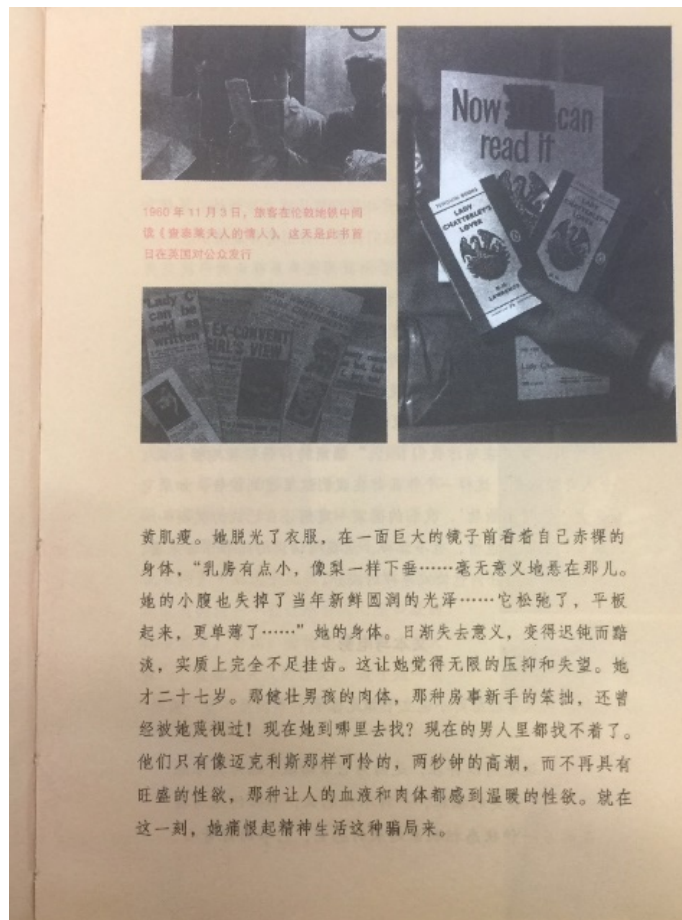 Now
can
read it
PENGUIN BOOKS
LADY
CHATTERLEY'S
LOVER
D. H.
LAWRENCE
1960 年 11 月 3 日，旅客在伦敦地铁中阅
读《查泰莱夫人的情人》。这天是此书首
日在英国对公众发行
'Lady C'
can be
sold as
written
EX-CONVENT
GIRL'S VIEW
黄肌瘦。她脱光了衣服，在一面巨大的镜子前看着自己赤裸的
身体，“乳房有点小，像梨一样下垂……毫无意义地悬在那儿。
她的小腹也失掉了当年新鲜圆润的光泽……它松弛了，平板
起来，更单薄了……”她的身体。日渐失去意义，变得迟钝而黯
淡，实质上完全不足挂齿。这让她觉得无限的压抑和失望。她
才二十七岁。那健壮男孩的肉体，那种房事新手的笨拙，还曾
经被她蔑视过！现在她到哪里去找？现在的男人里都找不着了。
他们只有像迈克利斯那样可怜的，两秒钟的高潮，而不再具有
旺盛的性欲，那种让人的血液和肉体都感到温暖的性欲。就在
这一刻，她痛恨起精神生活这种骗局来。